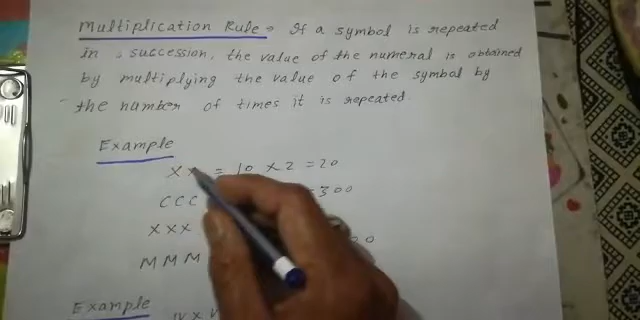 Multiplication Rule → If a symbol is repeated
in succession, the value of the numeral is obtained
by multiplying the value of the symbol by
the number of times it is repeated.
Example
XX = 10 × 2 = 20
CCC = 300
XXX
MMM
Example